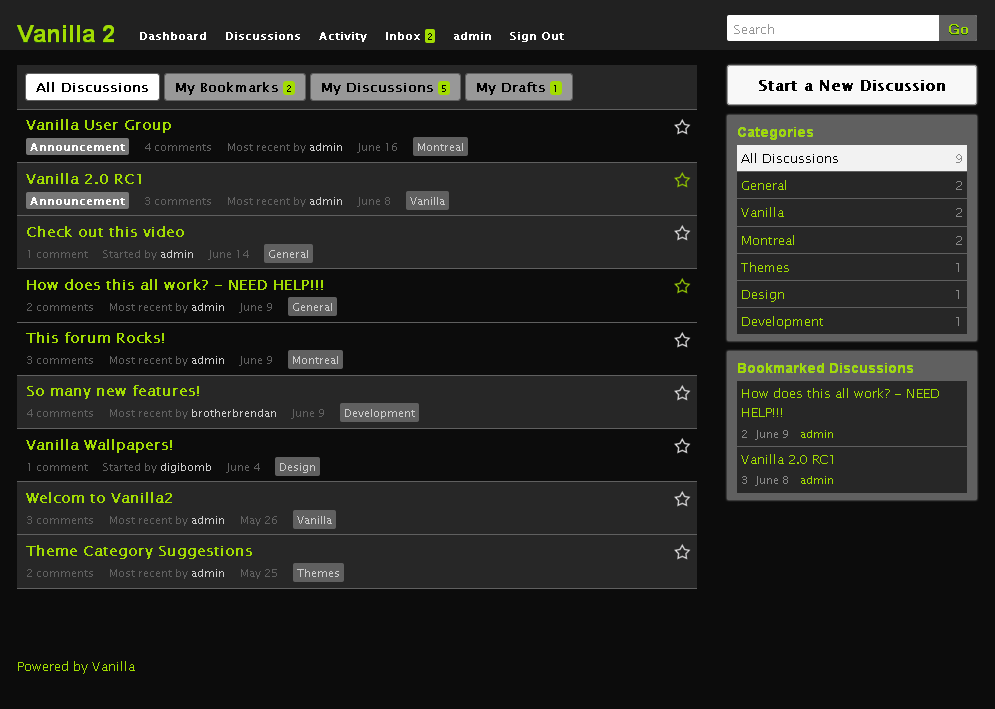 Vanilla 2 Dashboard Discussions Activity Inbox 2 admin Sign Out Search Go
All Discussions My Bookmarks 2 My Discussions 5 My Drafts 1
Vanilla User Group
Announcement 4 comments Most recent by admin June 16 Montreal
Vanilla 2.0 RC1
Announcement 3 comments Most recent by admin June 8 Vanilla
Check out this video
1 comment Started by admin June 14 General
How does this all work? – NEED HELP!!!
2 comments Most recent by admin June 9 General
This forum Rocks!
3 comments Most recent by admin June 9 Montreal
So many new features!
4 comments Most recent by brotherbrendan June 9 Development
Vanilla Wallpapers!
1 comment Started by digibomb June 4 Design
Welcom to Vanilla2
3 comments Most recent by admin May 26 Vanilla
Theme Category Suggestions
2 comments Most recent by admin May 25 Themes
Start a New Discussion
Categories
All Discussions 9
General 2
Vanilla 2
Montreal 2
Themes 1
Design 1
Development 1
Bookmarked Discussions
How does this all work? – NEED
HELP!!!
2 June 9 admin
Vanilla 2.0 RC1
3 June 8 admin
Powered by Vanilla